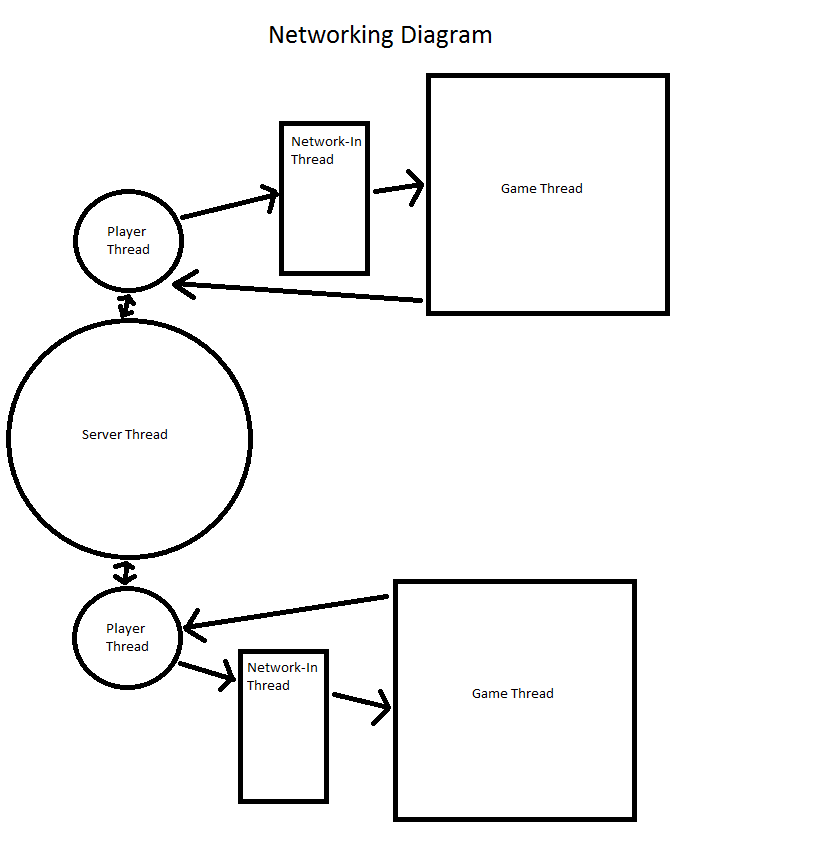 Networking Diagram
Network-In
Thread
Game Thread
Player
Thread
Server Thread
Player
Thread
Network-In
Thread
Game Thread